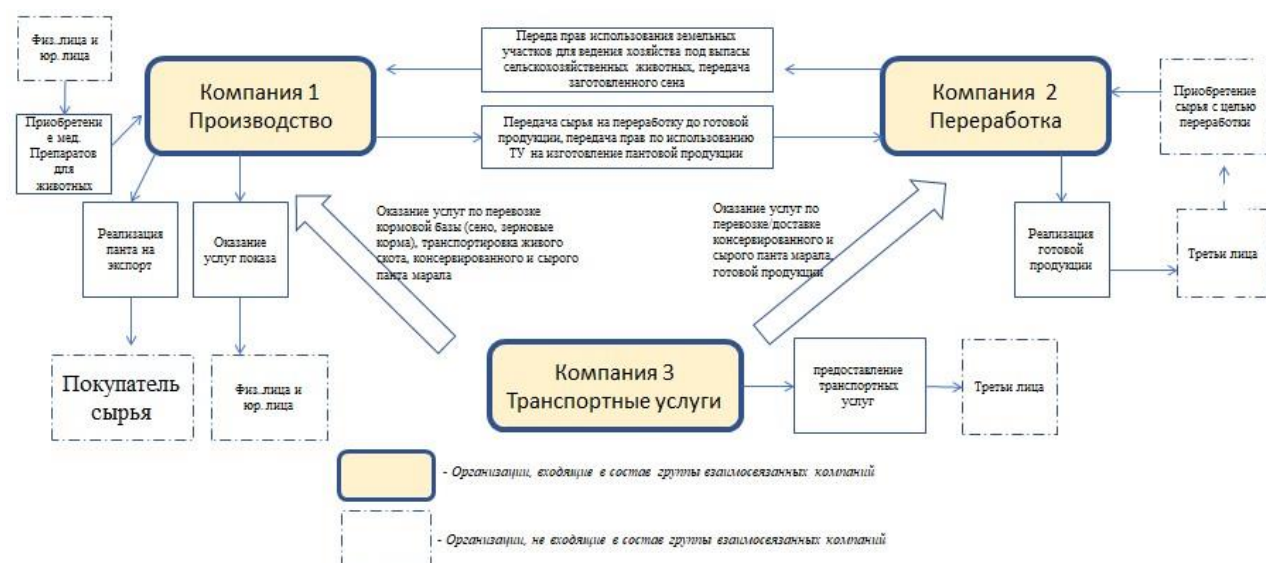 Физ..лица и
юр. лица
Приобретени
е мед.
Препаратов
для
животных
Компания 1
Производство
Переда прав использования земельных
участков для ведения хозяйства под выпасы
сельскохозяйственных животных, передача
заготовленного сена
Передача сырья на переработку до готовой
продукции, передача прав по использованию
ТУ на изготовление пантовой продукции
Компания 2
Переработка
Приобретение
сырья с целью
переработки
Реализация
панта на
экспорт
Оказание
услуг показа
Оказание услуг по перевозке
кормовой базы (сено, зерновые
корма), транспортировка живого
скота, консервированного и сырого
панта марала
Оказание услуг по
перевозке/доставке
консервированного и
сырого панта марала,
готовой продукции
Реализация
готовой
продукции
Третьи лица
Покупатель
сырья
Физ..лица и
юр. лица
Компания 3
Транспортные услуги
предоставление
транспортных
услуг
Третьи лица
- Организации, входящие в состав группы взаимосвязанных компаний
- Организации, не входящие в состав группы взаимосвязанных компаний